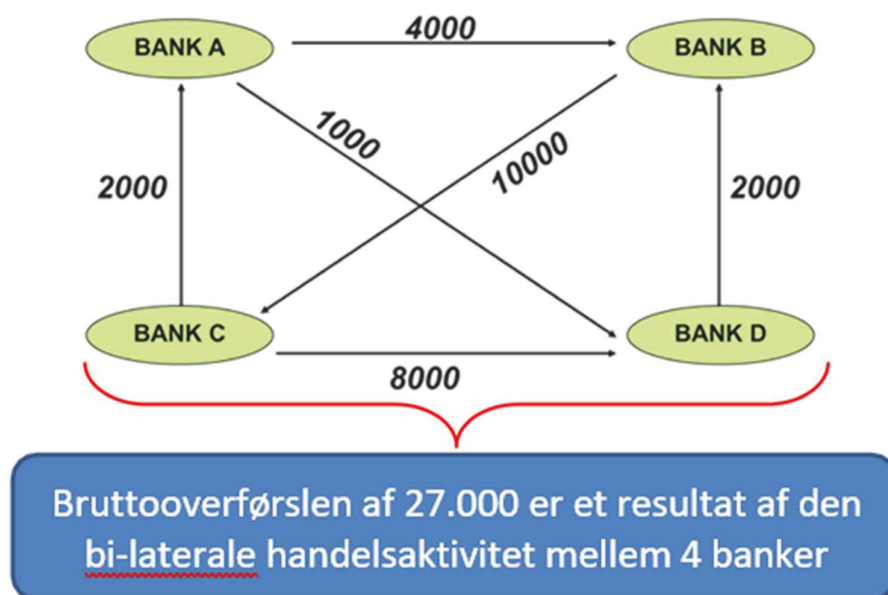 BANK A
4000
BANK B
1000
10000
2000
2000
BANK C
BANK D
8000
Bruttooverførslen af 27.000 er et resultat af den
bi-laterale handelsaktivitet mellem 4 banker